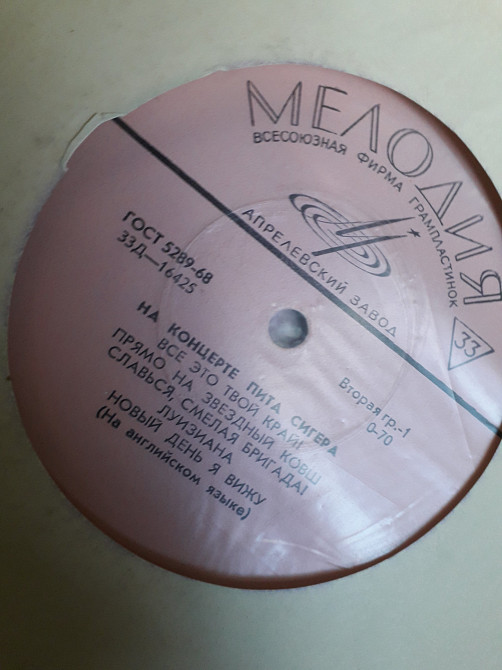 МЕЛОДИЯ
ВСЕСОЮЗНАЯ ФИРМА ГРАМПЛАСТИНОК
АПРЕЛЕВСКИЙ ЗАВОД
33
ГОСТ 5289-68
33Д—16425
Вторая гр.-1
0-70
НА КОНЦЕРТЕ ПИТА СИГЕРА
ВСЕ ЭТО ТВОЙ КРАЙ!
ПРЯМО НА ЗВЕЗДНЫЙ КОВШ
СЛАВЬСЯ, СМЕЛАЯ БРИГАДА!
ЛУИЗИАНА
НОВЫЙ ДЕНЬ Я ВИЖУ
(На английском языке)